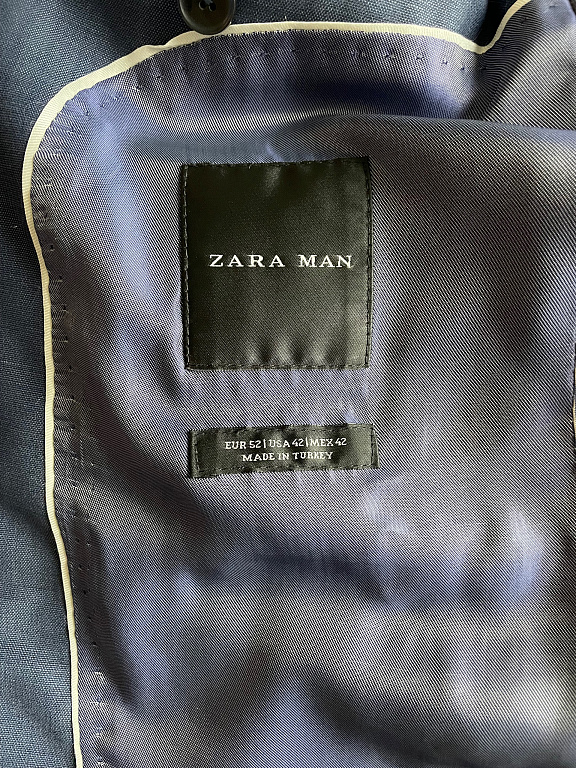 ZARA MAN
EUR 52 | USA 42 | MEX 42
MADE IN TURKEY